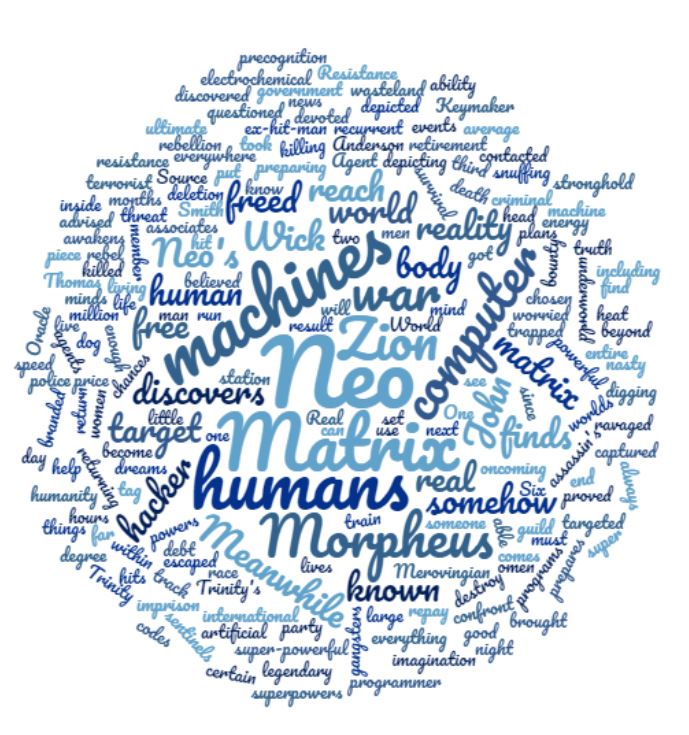 precognition
electrochemical Resistance
discovered government wasteland ability
news
questioned devoted depicted Keymaker
ultimate ex-hit-man recurrent events average
rebellion took killing Anderson retirement
resistance everywhere Agent depicting third contacted
put preparing snuffing
terrorist Source know survival death criminal stronghold
inside months deletion freed reach head machine
advised threat Smith world plans energy
associates
awakens member hit Neo's Wick two men reality got bounty truth
piece rebel machines body underworld including
killed believed find
Thomas living human war computer chosen
minds life will mind worried heat
million man run result World trapped beyond
Oracle live dog free Zion matrix powerful entire
agents enough nasty
speed Neo
police price chances discovers station see digging
branded return women John since worlds
target little one Matrix Real can set use One next finds assassin's ravaged
day become captured
help returning hacker dreams humans real oncoming end always
humanity tag somehow Six proved
hours powers train Morpheus someone able guild targeted
things far within debt must super
degree escaped Meanwhile lives comes
Trinity hits track race Merovingian omen programs prepares
Trinity's known destroy
imprison international large repay confront brought
codes sentinels artificial party gangsters everything good
super-powerful night
certain legendary imagination
superpowers programmer